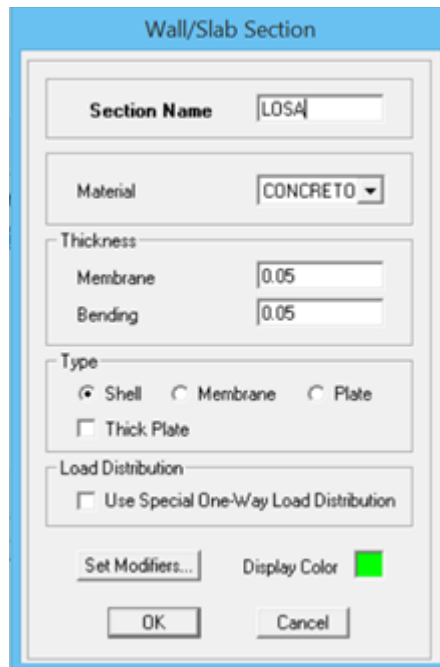 Wall/Slab Section
Section Name LOSA
Material CONCRETO
Thickness
Membrane 0.05
Bending 0.05
Type
Shell Membrane Plate
Thick Plate
Load Distribution
Use Special One-Way Load Distribution
Set Modifiers... Display Color
OK Cancel